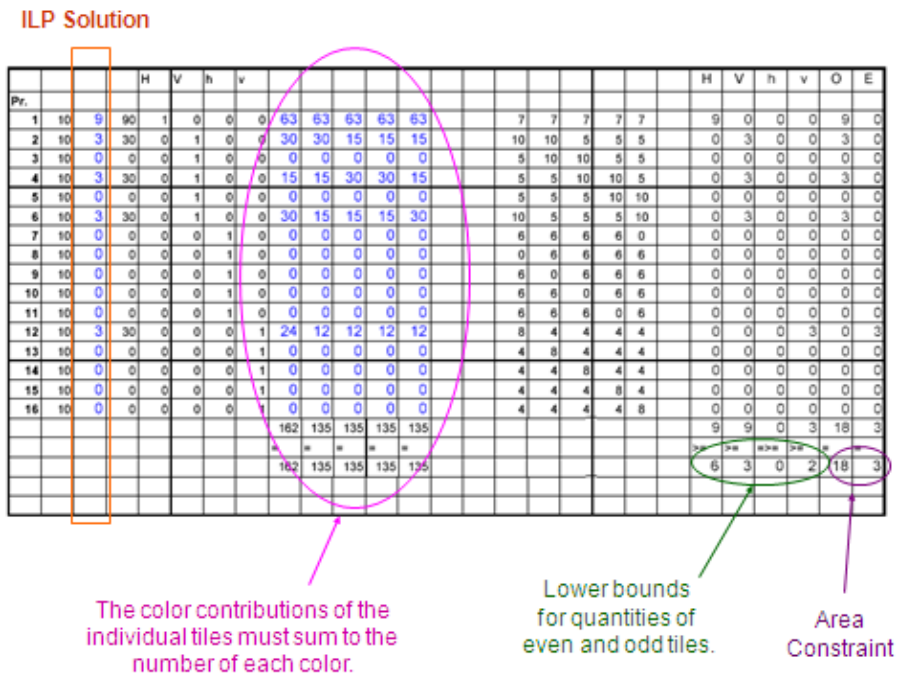 ILP Solution
H V h v H V h v O E
Pr.
1 10 9 90 1 0 0 0 63 63 63 63 63 7 7 7 7 7 9 0 0 0 9 0
2 10 3 30 0 1 0 0 30 30 15 15 15 10 10 5 5 5 0 3 0 0 3 0
3 10 0 0 0 1 0 0 0 0 0 0 0 5 10 10 5 5 0 0 0 0 0 0
4 10 3 30 0 1 0 0 15 15 30 30 15 5 5 10 10 5 0 3 0 0 3 0
5 10 0 0 0 1 0 0 0 0 0 0 0 5 5 5 10 10 0 0 0 0 0 0
6 10 3 30 0 1 0 0 30 15 15 15 30 10 5 5 5 10 0 3 0 0 3 0
7 10 0 0 0 0 1 0 0 0 0 0 0 6 6 6 6 0 0 0 0 0 0 0
8 10 0 0 0 0 1 0 0 0 0 0 0 0 6 6 6 6 0 0 0 0 0 0
9 10 0 0 0 0 1 0 0 0 0 0 0 6 0 6 6 6 0 0 0 0 0 0
10 10 0 0 0 0 1 0 0 0 0 0 0 6 6 0 6 6 0 0 0 0 0 0
11 10 0 0 0 0 1 0 0 0 0 0 0 6 6 6 0 6 0 0 0 0 0 0
12 10 3 30 0 0 0 1 24 12 12 12 12 8 4 4 4 4 0 0 0 3 0 3
13 10 0 0 0 0 0 1 0 0 0 0 0 4 8 4 4 4 0 0 0 0 0 0
14 10 0 0 0 0 0 1 0 0 0 0 0 4 4 8 4 4 0 0 0 0 0 0
15 10 0 0 0 0 0 1 0 0 0 0 0 4 4 4 8 4 0 0 0 0 0 0
16 10 0 0 0 0 0 1 0 0 0 0 0 4 4 4 4 8 0 0 0 0 0 0
162 135 135 135 135 9 9 0 3 18 3
= = = = = >= >= =>= >= = =
162 135 135 135 135 6 3 0 2 18 3
The color contributions of the
individual tiles must sum to the
number of each color.
Lower bounds
for quantities of
even and odd tiles.
Area
Constraint